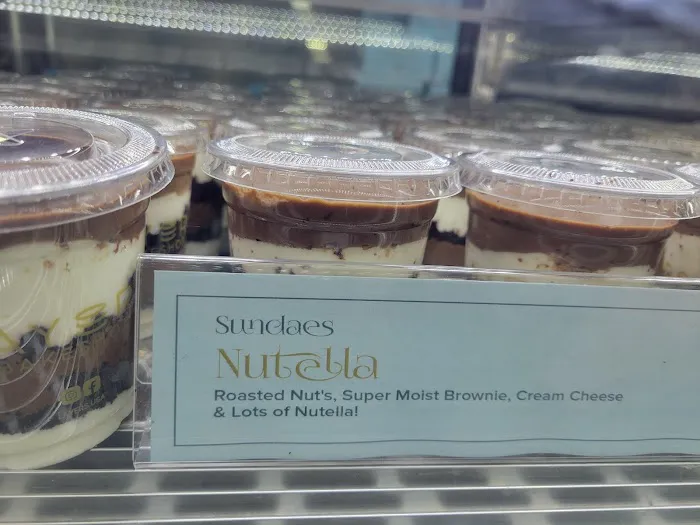 Sundaes
Nutella
Roasted Nut's, Super Moist Brownie, Cream Cheese
& Lots of Nutella!